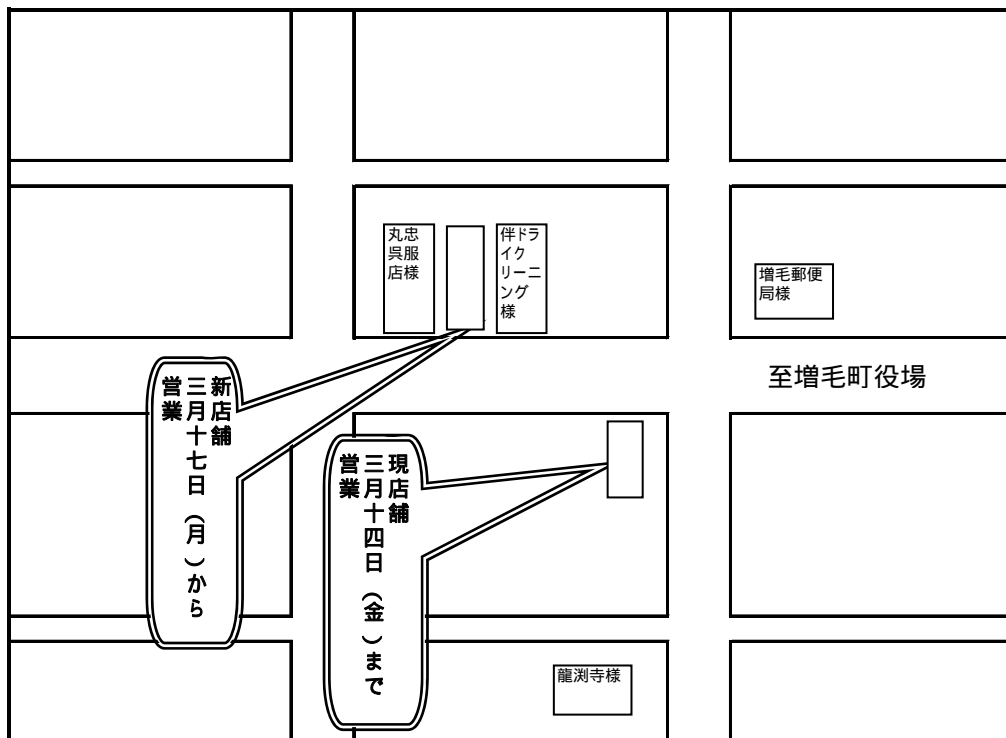 丸忠
呉服
店様
伴ドラ
イク
リーニ
ング
様
増毛郵便
局様
至増毛町役場
新店舗
三月十七日（月）から
営業
現店舗
三月十四日（金）まで
営業
龍渕寺様